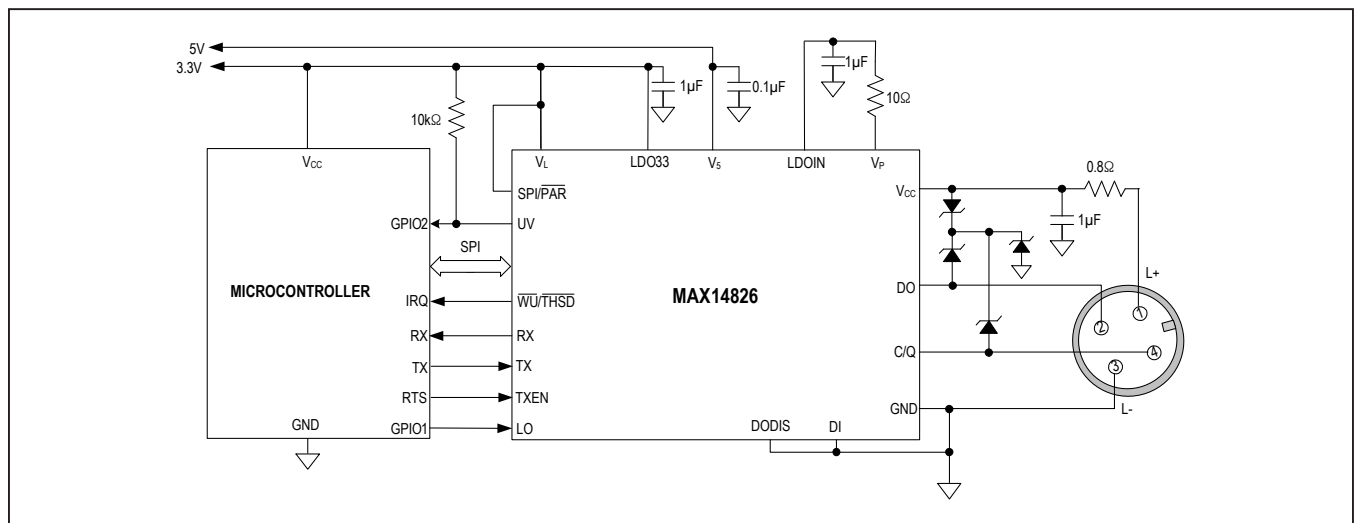 5V
3.3V
1µF
0.1µF
1µF
10Ω
10kΩ
0.8Ω
1µF
VCC
VL
LDO33
V5
LDOIN
VP
SPI/PAR
VCC
GPIO2
UV
SPI
MICROCONTROLLER
MAX14826
L+
DO
IRQ
WU/THSD
RX
RX
TX
TX
C/Q
RTS
TXEN
GND
GPIO1
LO
GND
DODIS
DI
1
2
4
3
L-